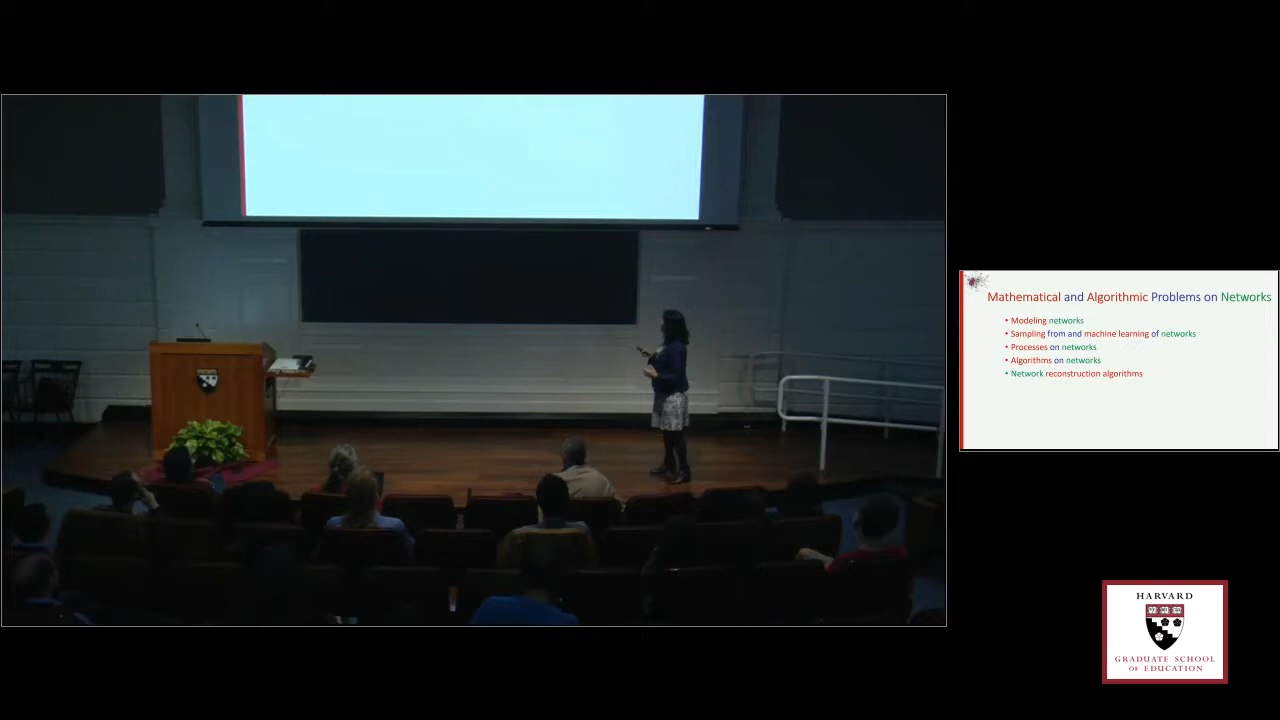 Mathematical and Algorithmic Problems on Networks
• Modeling networks
• Sampling from and machine learning of networks
• Processes on networks
• Algorithms on networks
• Network reconstruction algorithms
HARVARD
GRADUATE SCHOOL
OF EDUCATION